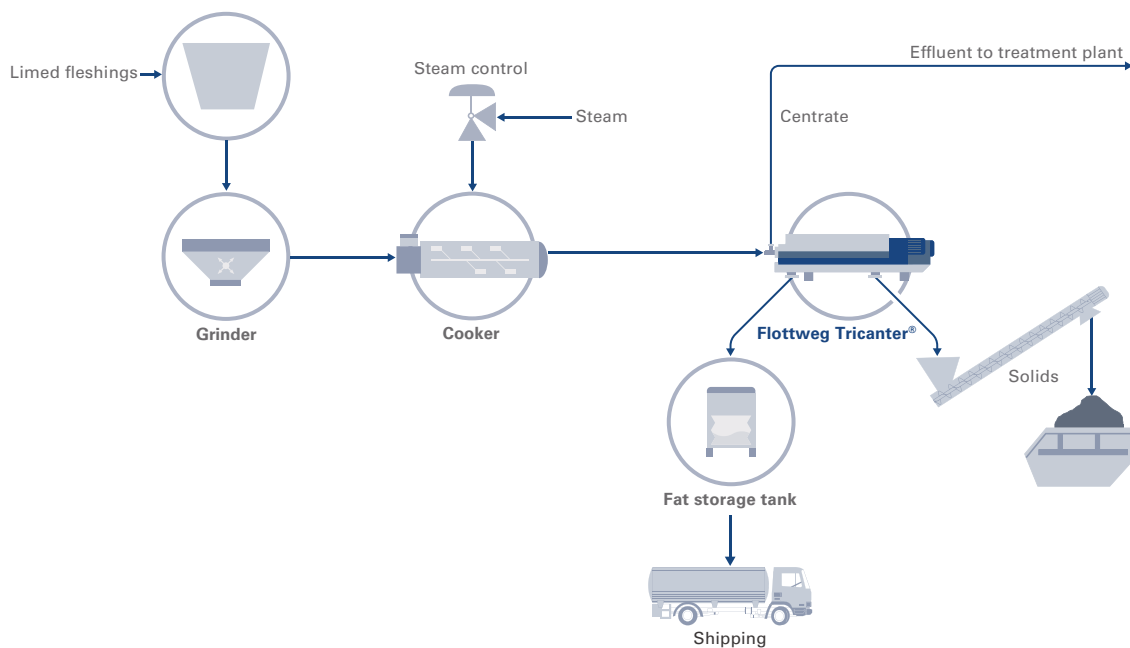 Effluent to treatment plant
Limed fleshings
Steam control
Steam
Centrate
Grinder
Cooker
Flottweg Tricanter®
Solids
Fat storage tank
Shipping